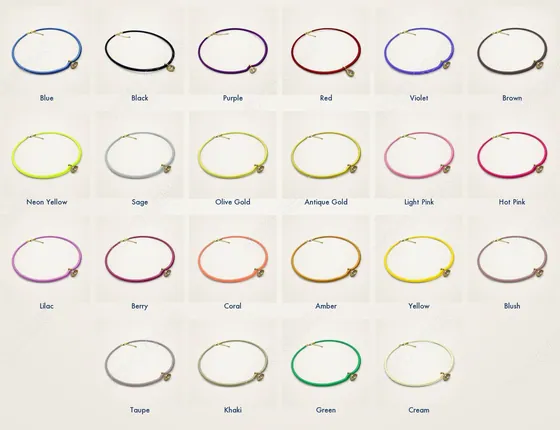 Blue Black Purple Red Violet Brown
Neon Yellow Sage Olive Gold Antique Gold Light Pink Hot Pink
Lilac Berry Coral Amber Yellow Blush
Taupe Khaki Green Cream